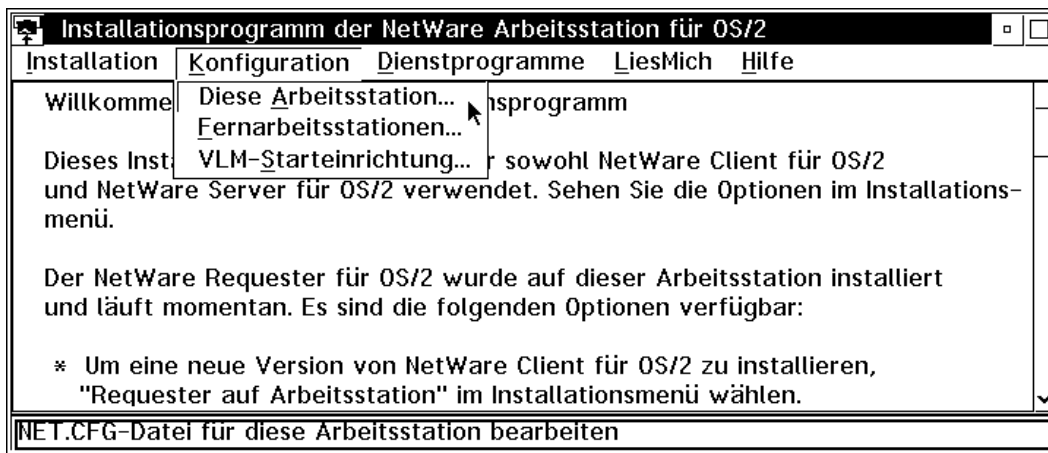 Installationsprogramm der NetWare Arbeitsstation für OS/2
Installation Konfiguration Dienstprogramme LiesMich Hilfe
Diese Arbeitsstation...
Fernarbeitsstationen...
VLM-Starteinrichtung...
Willkomme nsprogramm
Dieses Inst r sowohl NetWare Client für OS/2
und NetWare Server für OS/2 verwendet. Sehen Sie die Optionen im Installations-
menü.
Der NetWare Requester für OS/2 wurde auf dieser Arbeitsstation installiert
und läuft momentan. Es sind die folgenden Optionen verfügbar:
* Um eine neue Version von NetWare Client für OS/2 zu installieren,
"Requester auf Arbeitsstation" im Installationsmenü wählen.
NET.CFG-Datei für diese Arbeitsstation bearbeiten